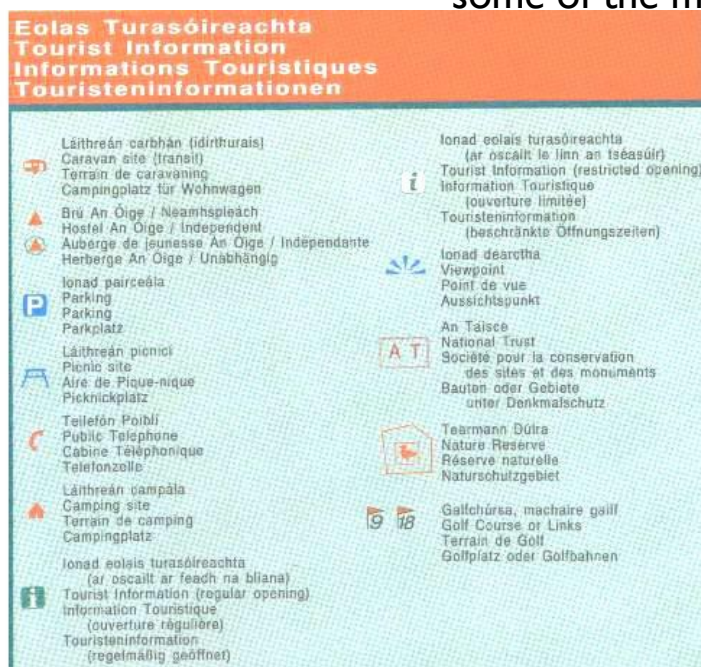 some of the m
Eolas Turasóireachta
Tourist Information
Informations Touristiques
Touristeninformationen
Láithreán carbhán (idirthurais)
Caravan site (transit)
Terrain de caravaning
Campingplatz für Wohnwagen
Brú An Óige / Neamhspleách
Hostel An Óige / Independent
Auberge de jeunesse An Óige / Indépendante
Herberge An Óige / Unabhängig
Ionad pairceála
Parking
Parking
Parkplatz
P
Láithreán picnicí
Picnic site
Aire de Pique-nique
Picknickplatz
Teilefón Poiblí
Public Telephone
Cabine Téléphonique
Telefonzelle
Láithreán campála
Camping site
Terrain de camping
Campingplatz
Ionad eolais turasóireachta
(ar oscailt ar feadh na bliana)
Tourist Information (regular opening)
Information Touristique
(ouverture régulière)
Touristeninformation
(regelmäßig geöffnet)
i
Ionad eolais turasóireachta
(ar oscailt le linn an tséasúir)
Tourist Information (restricted opening)
Information Touristique
(ouverture limitée)
Touristeninformation
(beschränkte Öffnungszeiten)
i
Ionad dearctha
Viewpoint
Point de vue
Aussichtspunkt
An Taisce
National Trust
Société pour la conservation
des sites et des monuments
Bauten oder Gebiete
unter Denkmalschutz
A T
Tearmann Dúlra
Nature Reserve
Réserve naturelle
Naturschutzgebiet
Galfchúrsa, machaire gailf
Golf Course or Links
Terrain de Golf
Golfplatz oder Golfbahnen
9 18